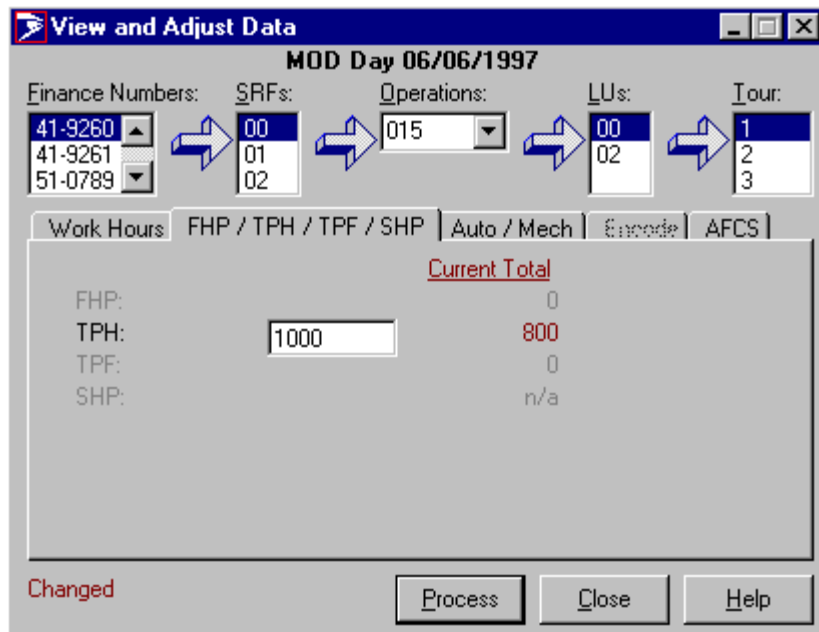 View and Adjust Data
MOD Day 06/06/1997
Finance Numbers: SRFs: Operations: LUs: Tour:
41-9260 00 015 00 1
41-9261 01 02 2
51-0789 02 3
Work Hours FHP / TPH / TPF / SHP Auto / Mech Encode AFCS
Current Total
FHP: 0
TPH: 1000 800
TPF: 0
SHP: n/a
Changed Process Close Help